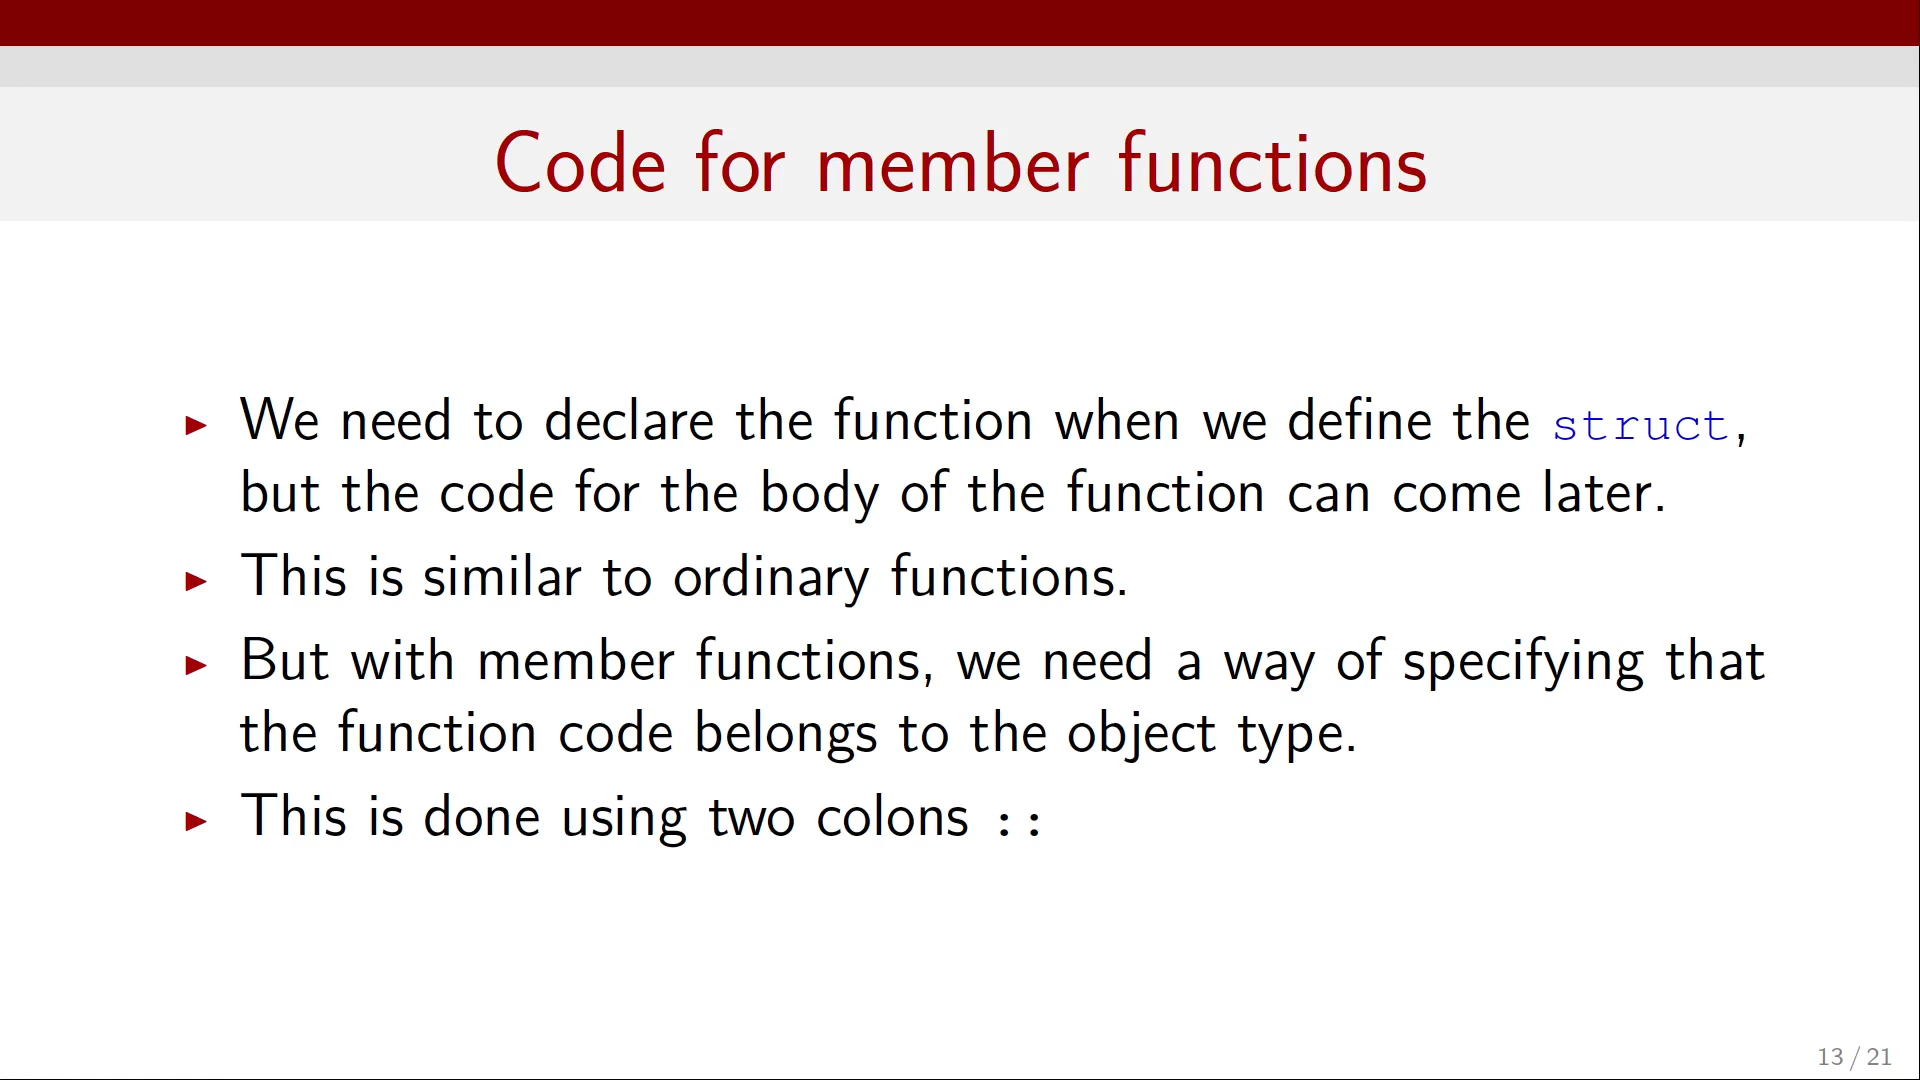 Code for member functions
▶ We need to declare the function when we define the struct,
but the code for the body of the function can come later.
▶ This is similar to ordinary functions.
▶ But with member functions, we need a way of specifying that
the function code belongs to the object type.
▶ This is done using two colons ::
13 / 21